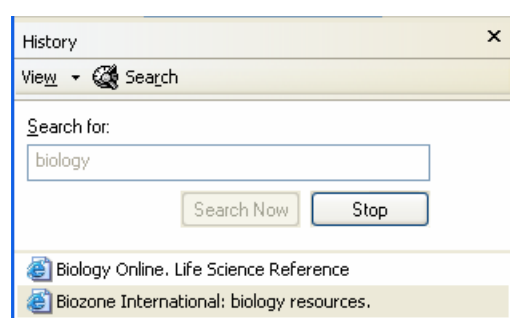 History
View Search
Search for:
biology
Search Now Stop
Biology Online. Life Science Reference
Biozone International: biology resources.